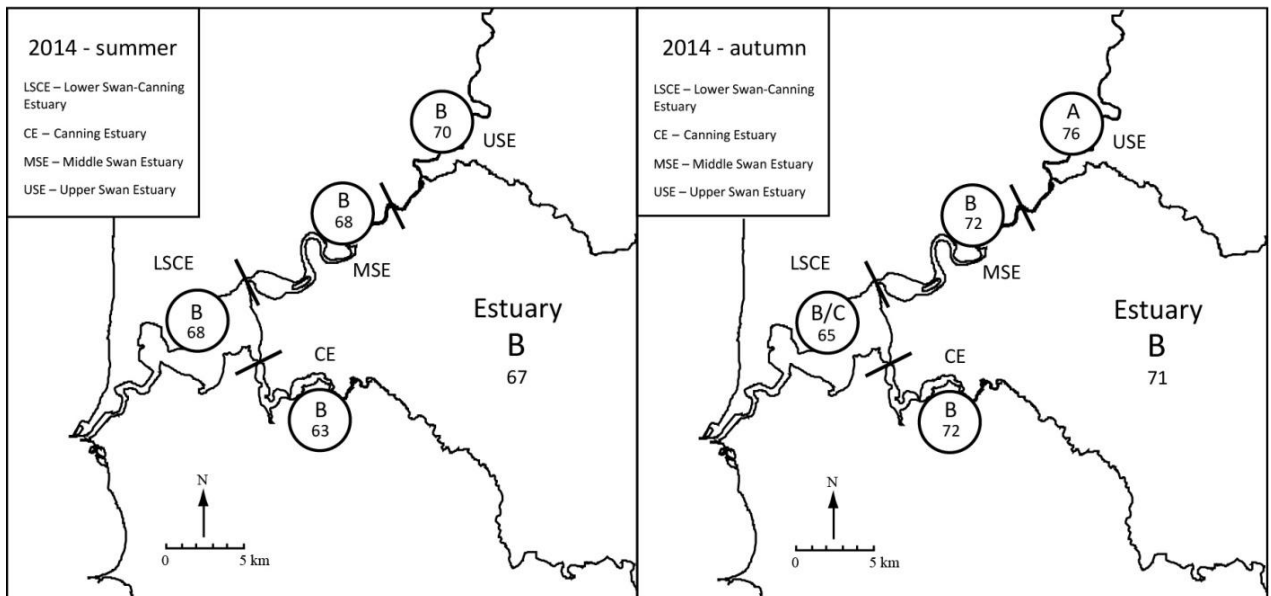 2014 - summer
LSCE – Lower Swan-Canning
Estuary
CE – Canning Estuary
MSE – Middle Swan Estuary
USE – Upper Swan Estuary
B
70
USE
B
68
MSE
LSCE
B
68
Estuary
B
67
CE
B
63
N
0
5 km
2014 - autumn
LSCE – Lower Swan-Canning
Estuary
CE – Canning Estuary
MSE – Middle Swan Estuary
USE – Upper Swan Estuary
A
76
USE
B
72
MSE
LSCE
B/C
65
Estuary
B
71
CE
B
72
N
0
5 km